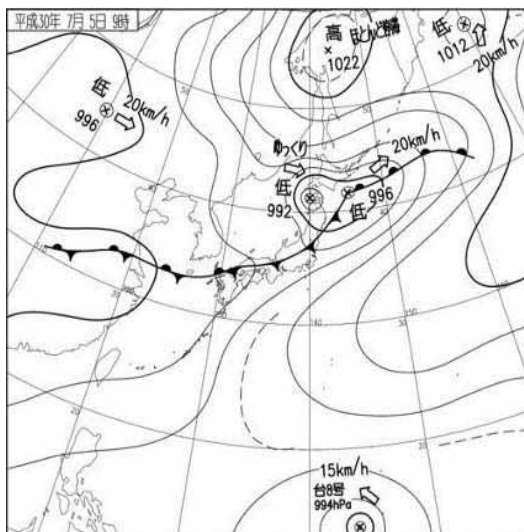 平成30年 7月 5日 9時
高
ほとんど停滞
1022
低
1012
20km/h
低
996
20km/h
ゆっくり
低
992
20km/h
996
低
140
15km/h
台8号
994hPa